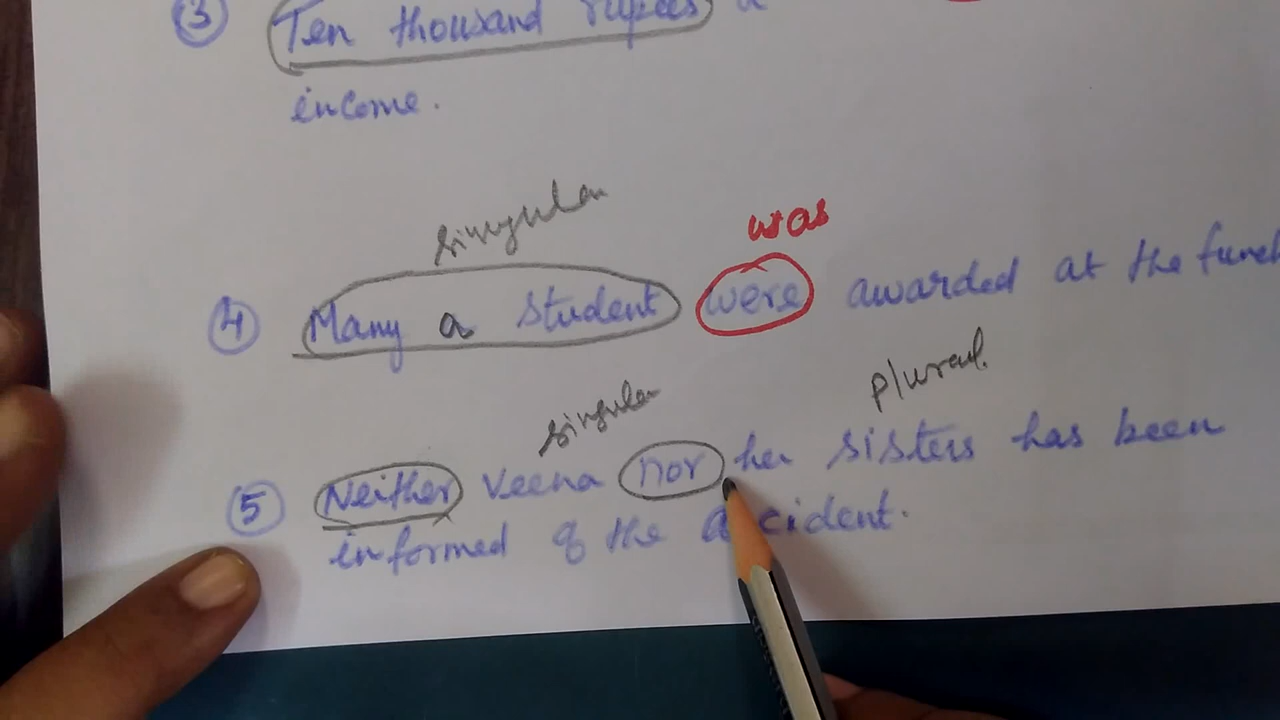 3 Ten thousand rupees
income.
singular was
4 Many a student were awarded at the
singular plural.
5 Neither Veena nor her sisters has been
informed of the accident.